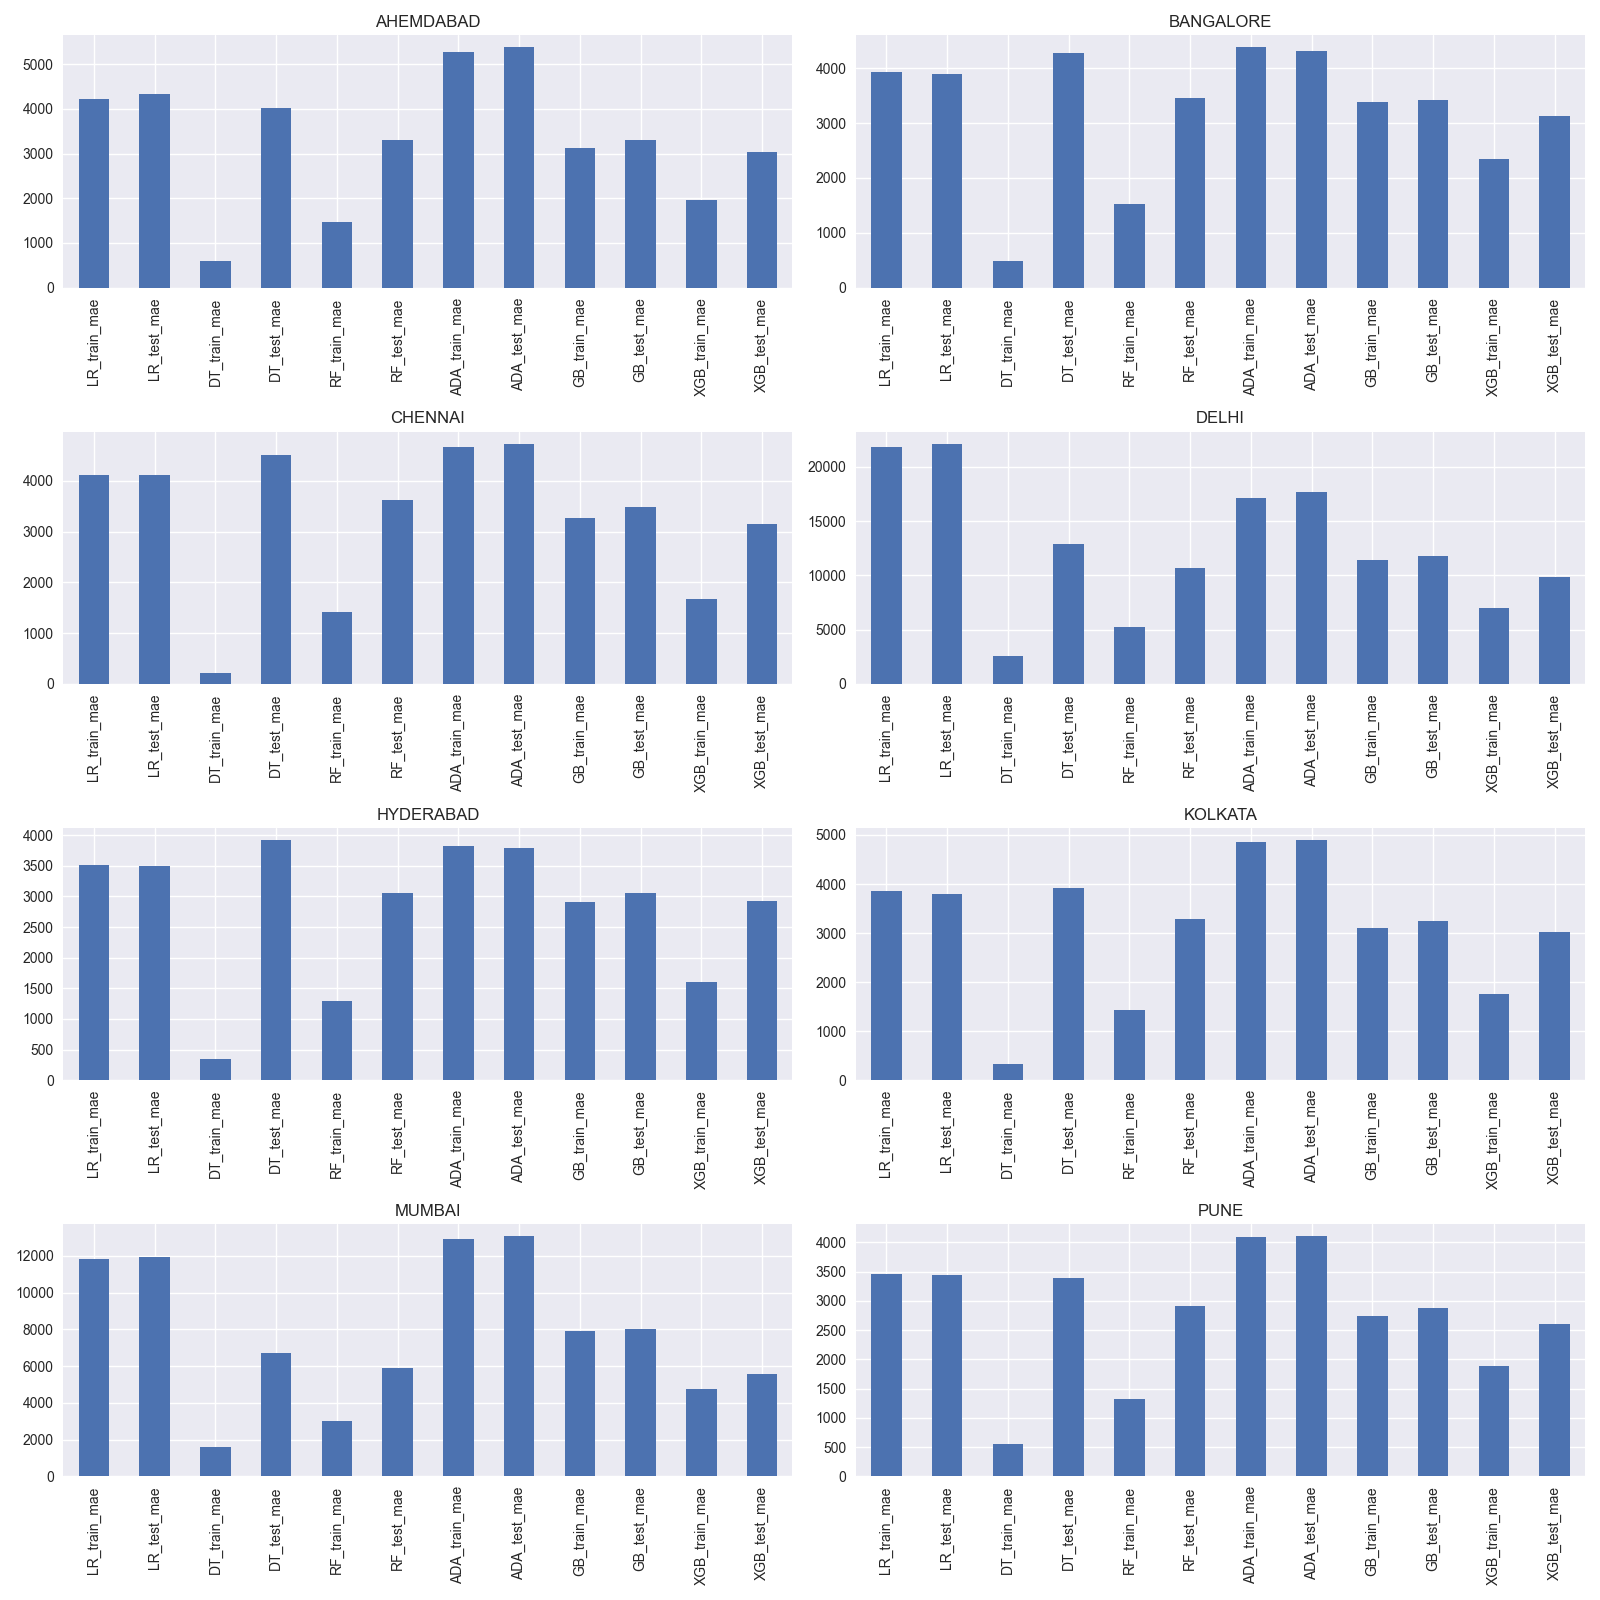 AHEMDABAD
5000
4000
3000
2000
1000
0
LR_train_mae
LR_test_mae
DT_train_mae
DT_test_mae
RF_train_mae
RF_test_mae
ADA_train_mae
ADA_test_mae
GB_train_mae
GB_test_mae
XGB_train_mae
XGB_test_mae
BANGALORE
4000
3000
2000
1000
0
LR_train_mae
LR_test_mae
DT_train_mae
DT_test_mae
RF_train_mae
RF_test_mae
ADA_train_mae
ADA_test_mae
GB_train_mae
GB_test_mae
XGB_train_mae
XGB_test_mae
CHENNAI
4000
3000
2000
1000
0
LR_train_mae
LR_test_mae
DT_train_mae
DT_test_mae
RF_train_mae
RF_test_mae
ADA_train_mae
ADA_test_mae
GB_train_mae
GB_test_mae
XGB_train_mae
XGB_test_mae
DELHI
20000
15000
10000
5000
0
LR_train_mae
LR_test_mae
DT_train_mae
DT_test_mae
RF_train_mae
RF_test_mae
ADA_train_mae
ADA_test_mae
GB_train_mae
GB_test_mae
XGB_train_mae
XGB_test_mae
HYDERABAD
4000
3500
3000
2500
2000
1500
1000
500
0
LR_train_mae
LR_test_mae
DT_train_mae
DT_test_mae
RF_train_mae
RF_test_mae
ADA_train_mae
ADA_test_mae
GB_train_mae
GB_test_mae
XGB_train_mae
XGB_test_mae
KOLKATA
5000
4000
3000
2000
1000
0
LR_train_mae
LR_test_mae
DT_train_mae
DT_test_mae
RF_train_mae
RF_test_mae
ADA_train_mae
ADA_test_mae
GB_train_mae
GB_test_mae
XGB_train_mae
XGB_test_mae
MUMBAI
12000
10000
8000
6000
4000
2000
0
LR_train_mae
LR_test_mae
DT_train_mae
DT_test_mae
RF_train_mae
RF_test_mae
ADA_train_mae
ADA_test_mae
GB_train_mae
GB_test_mae
XGB_train_mae
XGB_test_mae
PUNE
4000
3500
3000
2500
2000
1500
1000
500
0
LR_train_mae
LR_test_mae
DT_train_mae
DT_test_mae
RF_train_mae
RF_test_mae
ADA_train_mae
ADA_test_mae
GB_train_mae
GB_test_mae
XGB_train_mae
XGB_test_mae